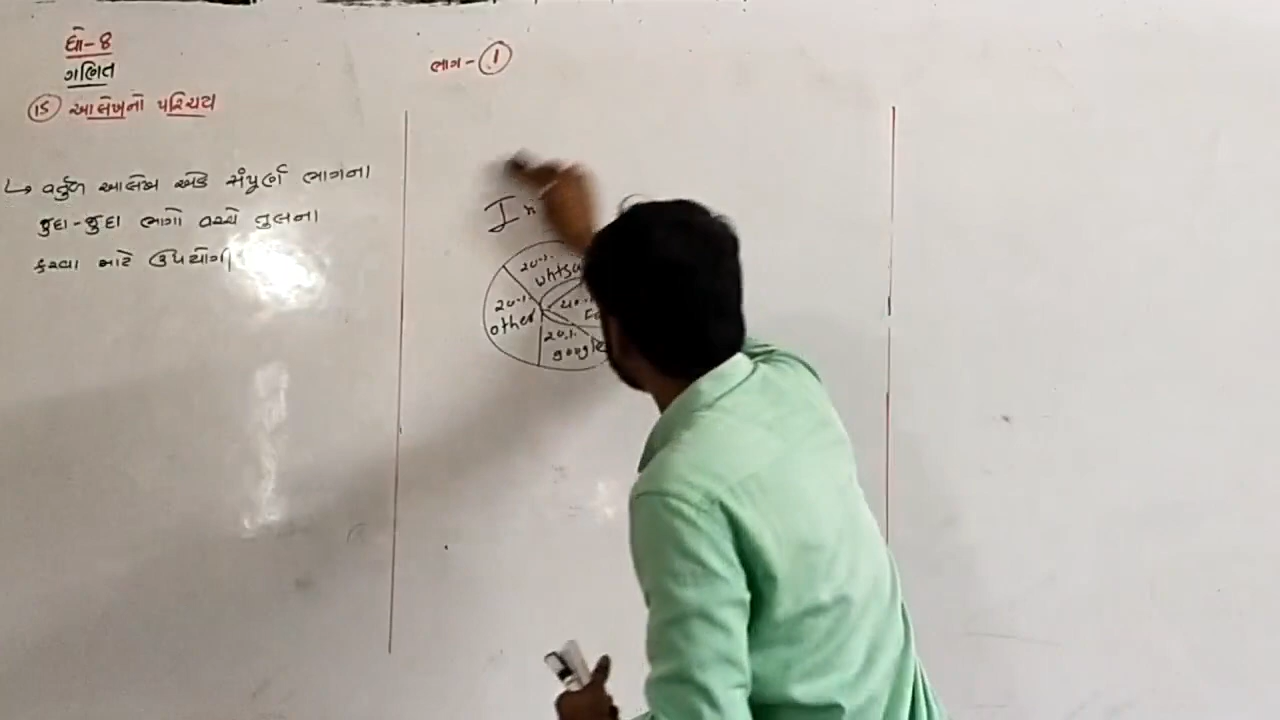 ધો-8
ગણિત
15 આલેખનો પરિચય
↳ વર્તુળ આલેખ એક સંપૂર્ણ ભાગના
જુદા-જુદા ભાગો વચ્ચે તુલના
કરવા માટે ઉપયોગ
ભાગ-1
20%
20%
other
20%
google